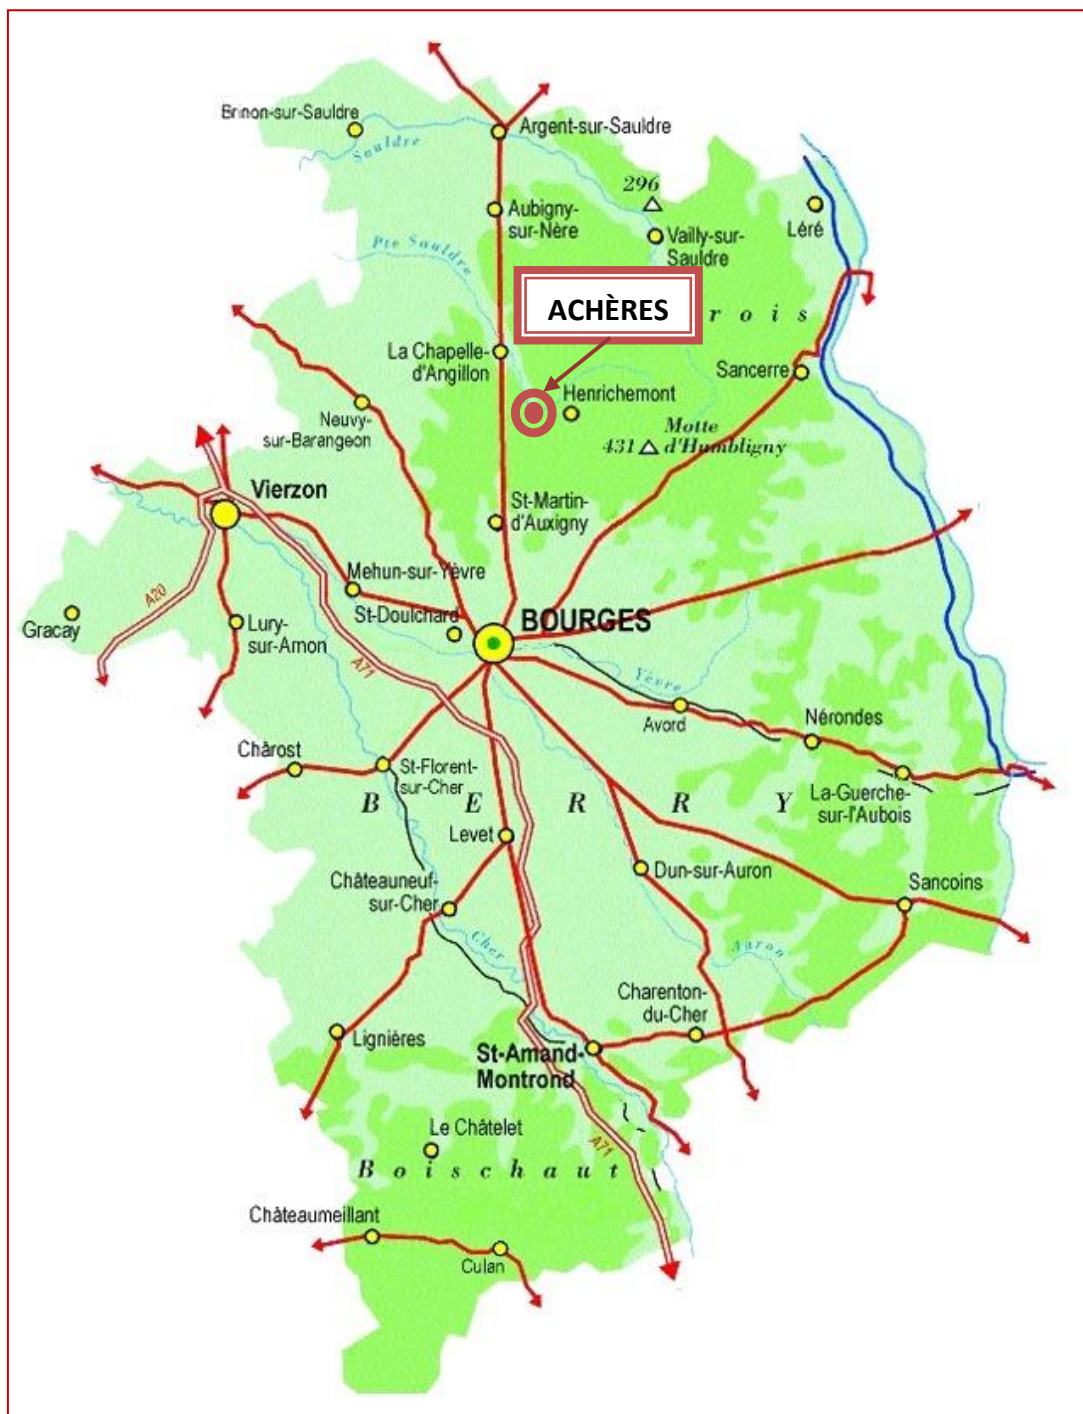 Brinon-sur-Sauldre
Argent-sur-Sauldre
Sauldre
296
Aubigny-
sur-Nère
Léré
Vailly-sur-
Sauldre
Pte Sauldre
ACHÈRES
rois
La Chapelle-
d'Angillon
Sancerre
Henrichemont
Neuvy-
sur-Barangeon
Motte
431 d'Humbligny
Vierzon
St-Martin-
d'Auxigny
Mehun-sur-Yèvre
A20
St-Doulchard
BOURGES
Gracay
Lury-
sur-Arnon
A71
Yèvre
Avord
Nérondes
Chârost
St-Florent-
sur-Cher
La-Guerche-
sur-l'Aubois
BERRY
Levet
Dun-sur-Auron
Châteauneuf-
sur-Cher
Sancoins
Cher
Auron
Charenton-
du-Cher
Lignières
St-Amand-
Montrond
Le Châtelet
A71
Boischaut
Châteaumeillant
Culan